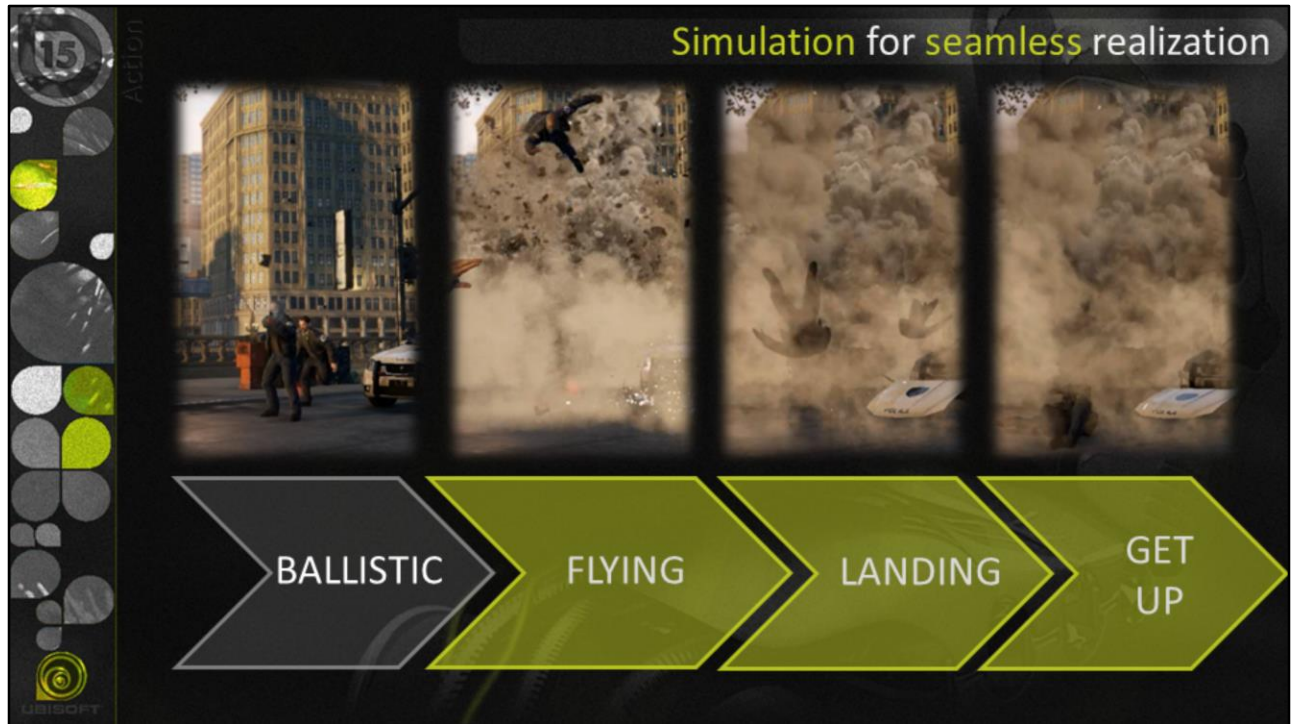 15
Action
Simulation for seamless realization
BALLISTIC
FLYING
LANDING
GET
UP
UBISOFT